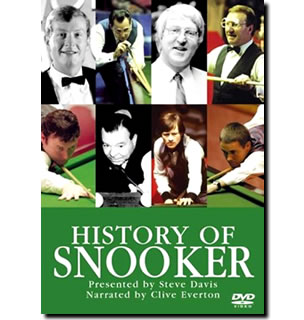 HISTORY OF
SNOOKER
Presented by Steve Davis
Narrated by Clive Everton
DVD
VIDEO